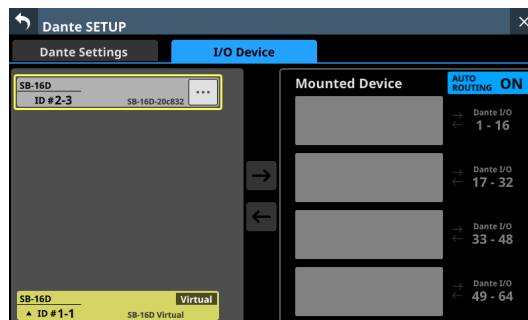 Dante SETUP
Dante Settings
I/O Device
SB-16D
ID #2-3 SB-16D-20c832 ...
Mounted Device
AUTO ROUTING ON
Dante I/O
1 - 16
Dante I/O
17 - 32
Dante I/O
33 - 48
Dante I/O
49 - 64
SB-16D Virtual
▲ ID #1-1 SB-16D Virtual